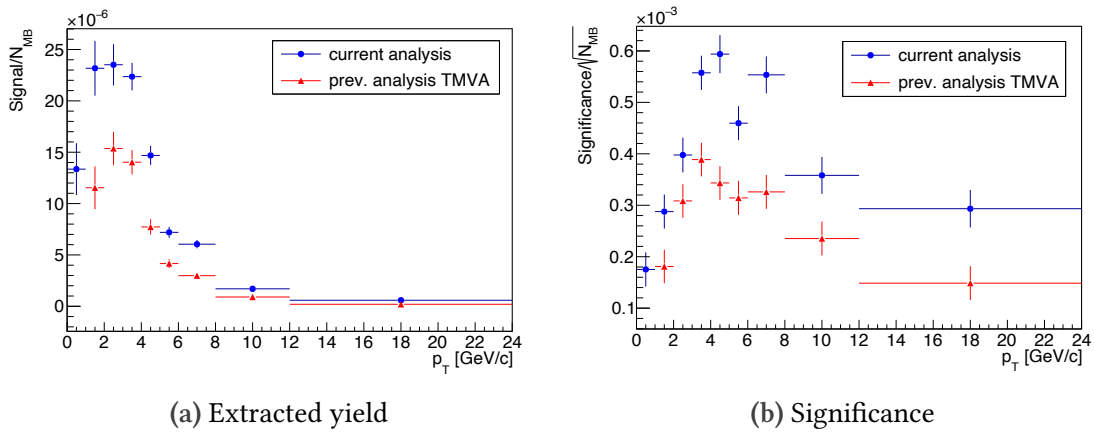 ×10⁻⁶
Signal/N_MB
25
20
15
10
5
0
current analysis
prev. analysis TMVA
0 2 4 6 8 10 12 14 16 18 20 22 24
p_T [GeV/c]
(a) Extracted yield
×10⁻³
Significance/√N_MB
0.6
0.5
0.4
0.3
0.2
0.1
current analysis
prev. analysis TMVA
0 2 4 6 8 10 12 14 16 18 20 22 24
p_T [GeV/c]
(b) Significance